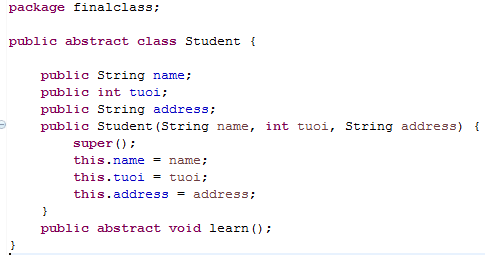 package finalclass;
public abstract class Student {
public String name;
public int tuoi;
public String address;
public Student(String name, int tuoi, String address) {
super();
this.name = name;
this.tuoi = tuoi;
this.address = address;
}
public abstract void learn();
}